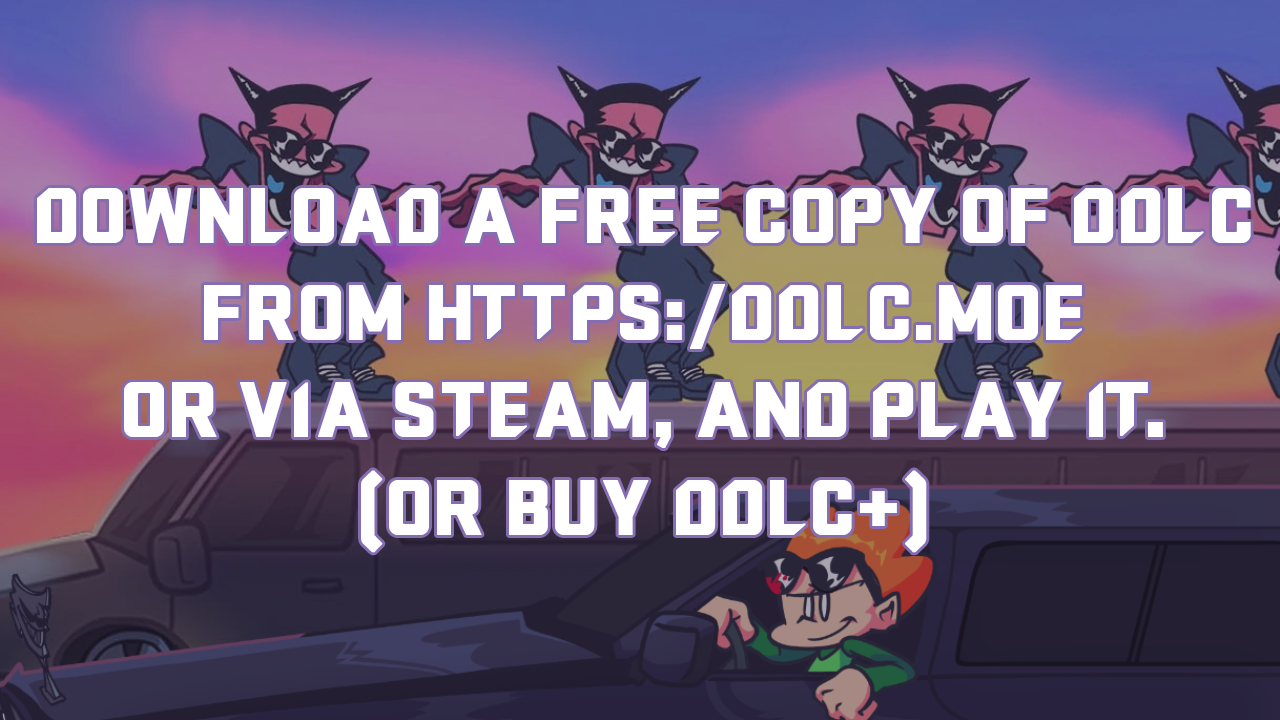 DOWNLOAD A FREE COPY OF DDLC
FROM HTTPS:/DDLC.MOE
OR VIA STEAM, AND PLAY IT.
(OR BUY DDLC+)